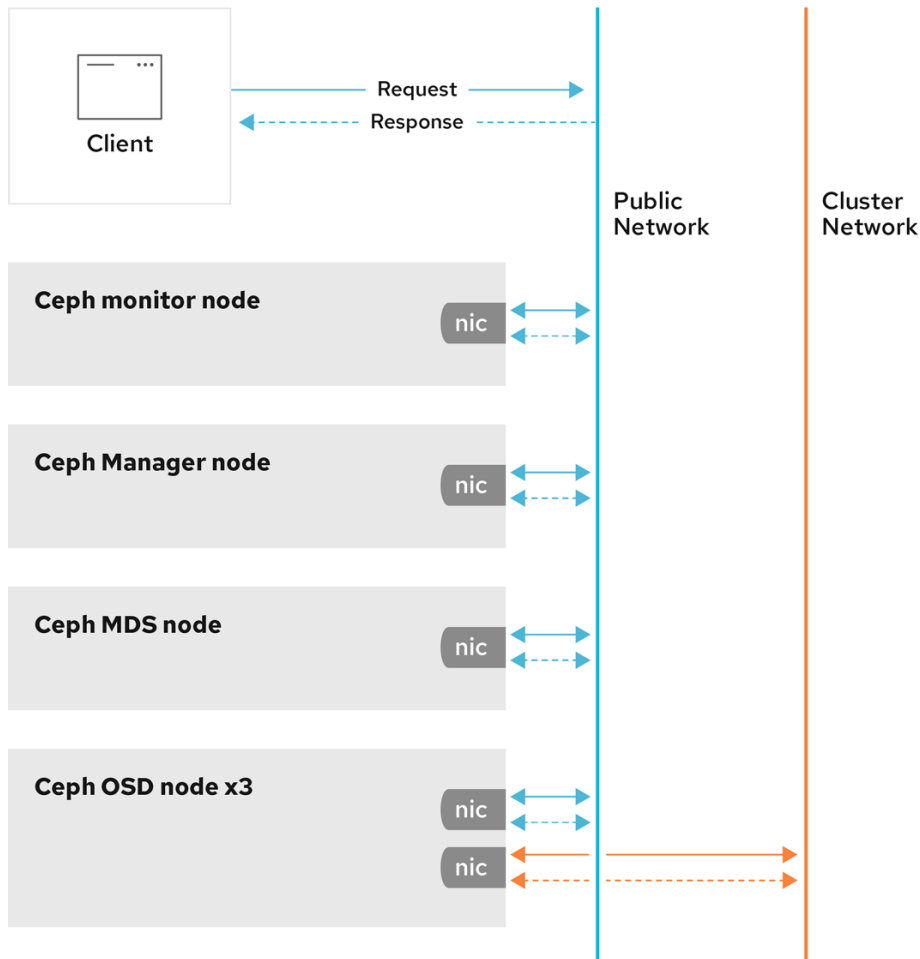 Request
Response
Client
Public
Network
Cluster
Network
Ceph monitor node
nic
Ceph Manager node
nic
Ceph MDS node
nic
Ceph OSD node x3
nic
nic